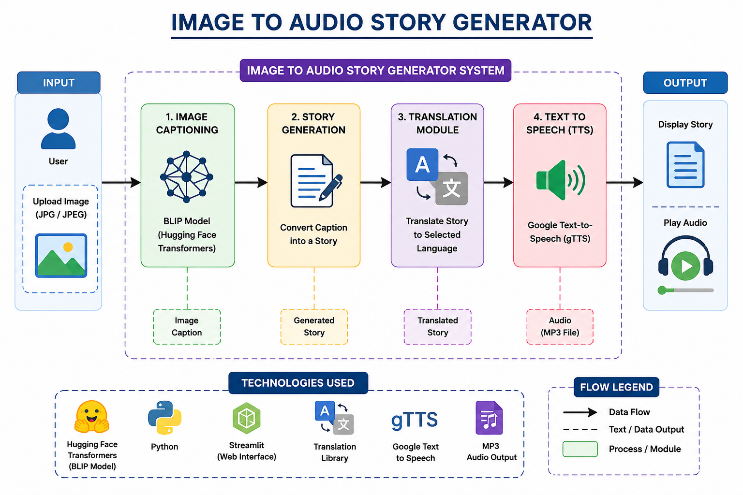 IMAGE TO AUDIO STORY GENERATOR
INPUT
User
Upload Image
(JPG / JPEG)
IMAGE TO AUDIO STORY GENERATOR SYSTEM
1. IMAGE
CAPTIONING
BLIP Model
(Hugging Face
Transformers)
Image
Caption
2. STORY
GENERATION
Convert Caption
into a Story
Generated
Story
3. TRANSLATION
MODULE
A
文
Translate Story
to Selected
Language
Translated
Story
4. TEXT TO
SPEECH (TTS)
Google Text-to-
Speech (gTTS)
Audio
(MP3 File)
OUTPUT
Display Story
Play Audio
TECHNOLOGIES USED
Hugging Face
Transformers
(BLIP Model)
Python
Streamlit
(Web Interface)
A
文
Translation
Library
gTTS
Google Text
to Speech
MP3
Audio Output
FLOW LEGEND
Data Flow
Text / Data Output
Process / Module